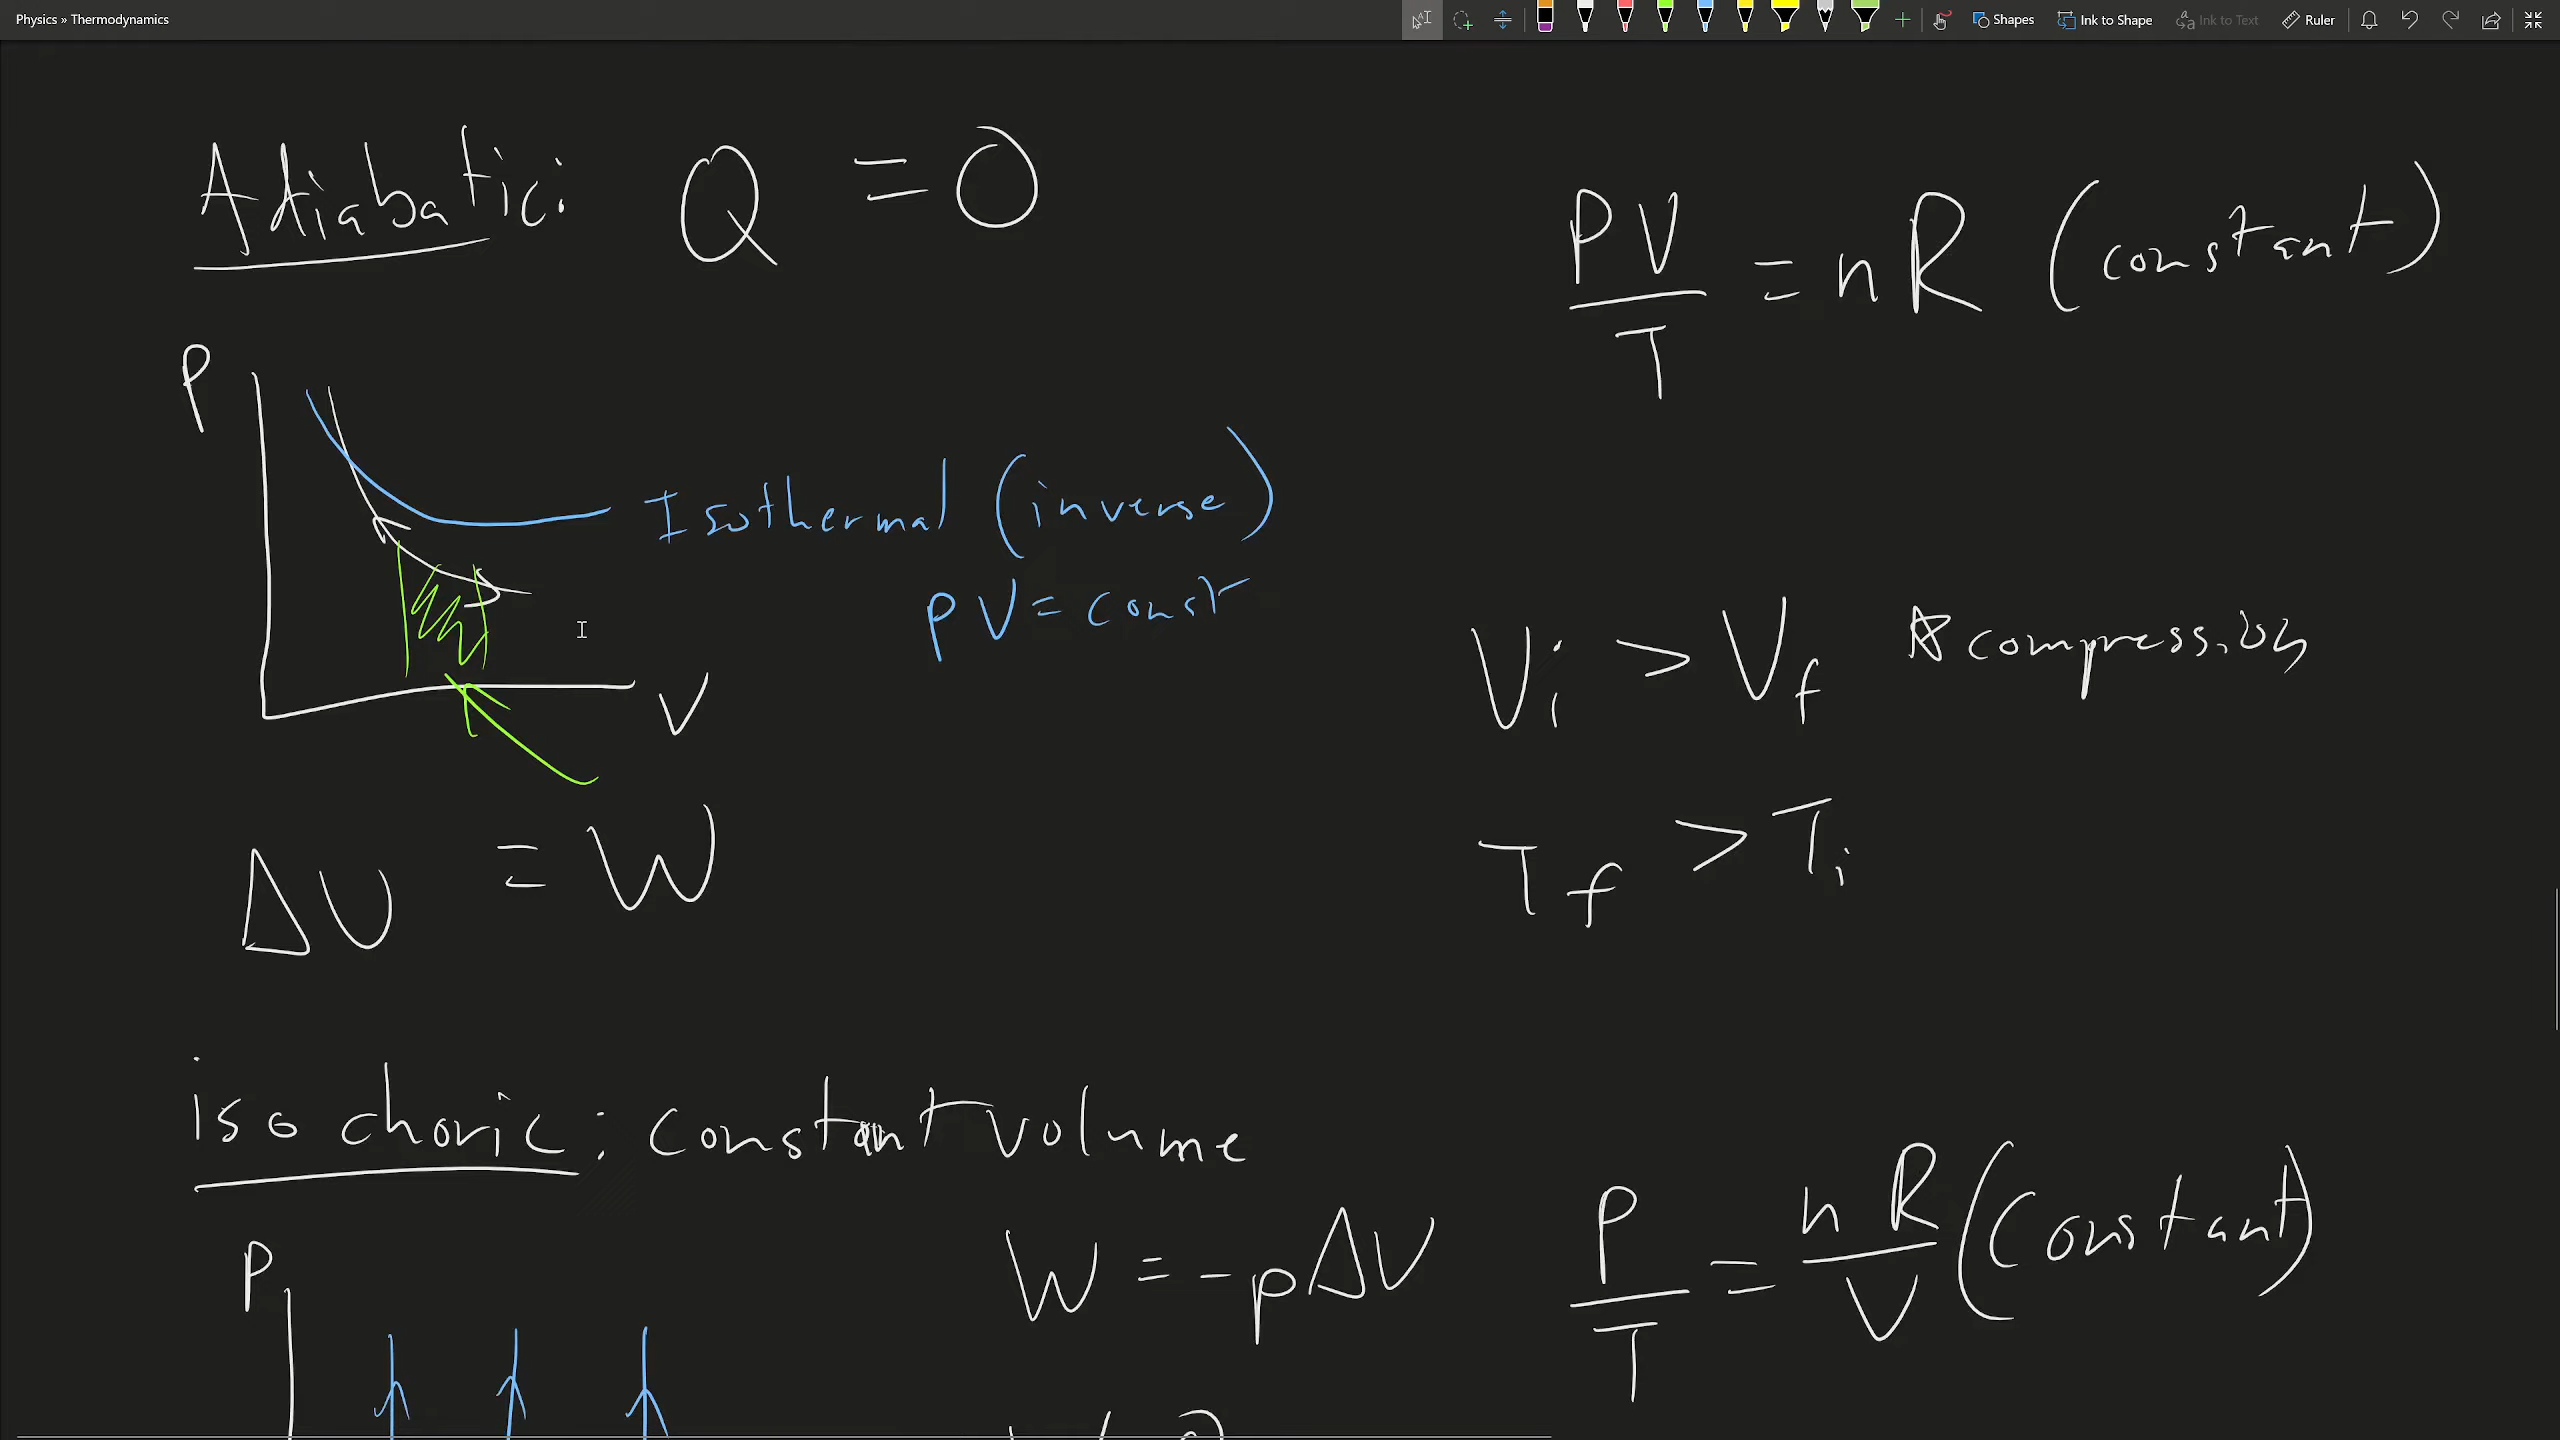 Physics » Thermodynamics
Shapes Ink to Shape Ink to Text Ruler
Adiabatic: Q = 0
PV/T = nR (constant)
P
Isothermal (inverse)
PV = const
V
Vi > Vf * compression
ΔU = W
Tf > Ti
isochoric: constant volume
P
W = -pΔV
P/T = nR/V (constant)